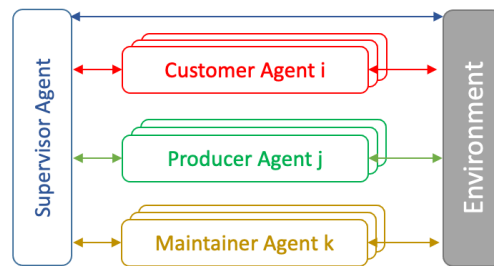 Supervisor Agent
Customer Agent i
Producer Agent j
Maintainer Agent k
Environment